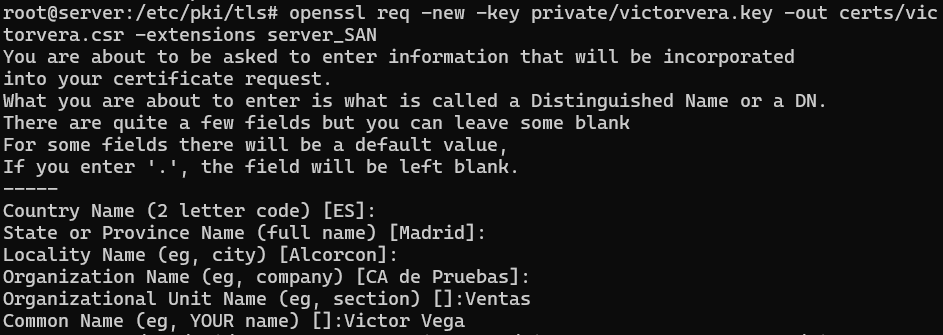 root@server:/etc/pki/tls# openssl req -new -key private/victorvera.key -out certs/vic
torvera.csr -extensions server_SAN
You are about to be asked to enter information that will be incorporated
into your certificate request.
What you are about to enter is what is called a Distinguished Name or a DN.
There are quite a few fields but you can leave some blank
For some fields there will be a default value,
If you enter '.', the field will be left blank.
-----
Country Name (2 letter code) [ES]:
State or Province Name (full name) [Madrid]:
Locality Name (eg, city) [Alcorcon]:
Organization Name (eg, company) [CA de Pruebas]:
Organizational Unit Name (eg, section) []:Ventas
Common Name (eg, YOUR name) []:Victor Vega